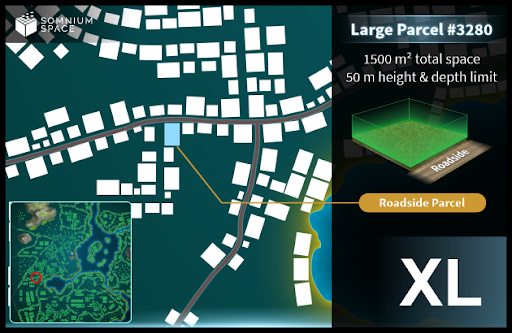 SOMNIUM
SPACE
Large Parcel #3280
1500 m² total space
50 m height & depth limit
Roadside
Roadside Parcel
XL